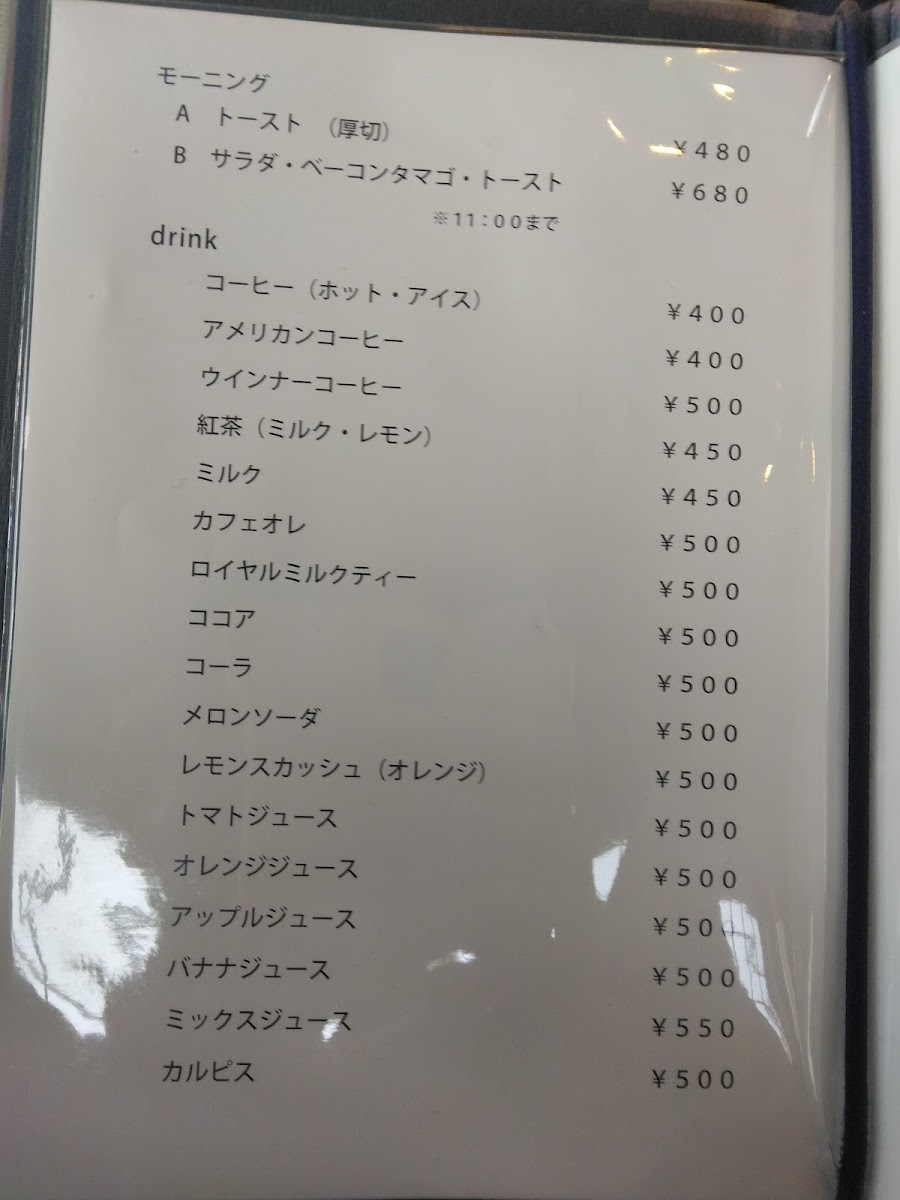 モーニング
A トースト （厚切） ￥４８０
B サラダ・ベーコンタマゴ・トースト ￥６８０
※１１：００まで
drink
コーヒー（ホット・アイス） ￥４００
アメリカンコーヒー ￥４００
ウインナーコーヒー ￥５００
紅茶（ミルク・レモン） ￥４５０
ミルク ￥４５０
カフェオレ ￥５００
ロイヤルミルクティー ￥５００
ココア ￥５００
コーラ ￥５００
メロンソーダ ￥５００
レモンスカッシュ（オレンジ） ￥５００
トマトジュース ￥５００
オレンジジュース ￥５００
アップルジュース ￥５００
バナナジュース ￥５００
ミックスジュース ￥５５０
カルピス ￥５００